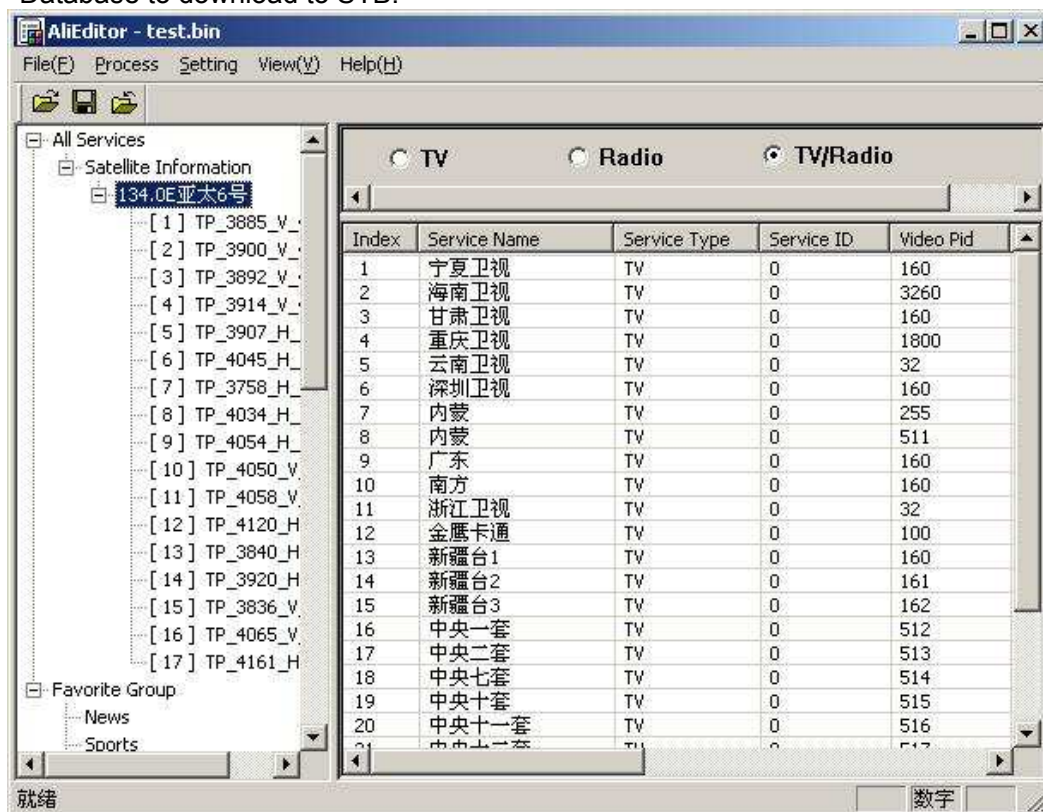 Database to download to STB.
AliEditor - test.bin
File(F) Process Setting View(V) Help(H)
All Services
Satellite Information
134.0E亚太6号
[ 1 ] TP_3885_V_
[ 2 ] TP_3900_V_
[ 3 ] TP_3892_V_
[ 4 ] TP_3914_V_
[ 5 ] TP_3907_H_
[ 6 ] TP_4045_H_
[ 7 ] TP_3758_H_
[ 8 ] TP_4034_H_
[ 9 ] TP_4054_H_
[ 10 ] TP_4050_V
[ 11 ] TP_4058_V
[ 12 ] TP_4120_H
[ 13 ] TP_3840_H
[ 14 ] TP_3920_H
[ 15 ] TP_3836_V
[ 16 ] TP_4065_V
[ 17 ] TP_4161_H
Favorite Group
News
Sports
TV Radio TV/Radio
Index Service Name Service Type Service ID Video Pid
1 宁夏卫视 TV 0 160
2 海南卫视 TV 0 3260
3 甘肃卫视 TV 0 160
4 重庆卫视 TV 0 1800
5 云南卫视 TV 0 32
6 深圳卫视 TV 0 160
7 内蒙 TV 0 255
8 内蒙 TV 0 511
9 广东 TV 0 160
10 南方 TV 0 160
11 浙江卫视 TV 0 32
12 金鹰卡通 TV 0 100
13 新疆台1 TV 0 160
14 新疆台2 TV 0 161
15 新疆台3 TV 0 162
16 中央一套 TV 0 512
17 中央二套 TV 0 513
18 中央七套 TV 0 514
19 中央十套 TV 0 515
20 中央十一套 TV 0 516
就绪 数字